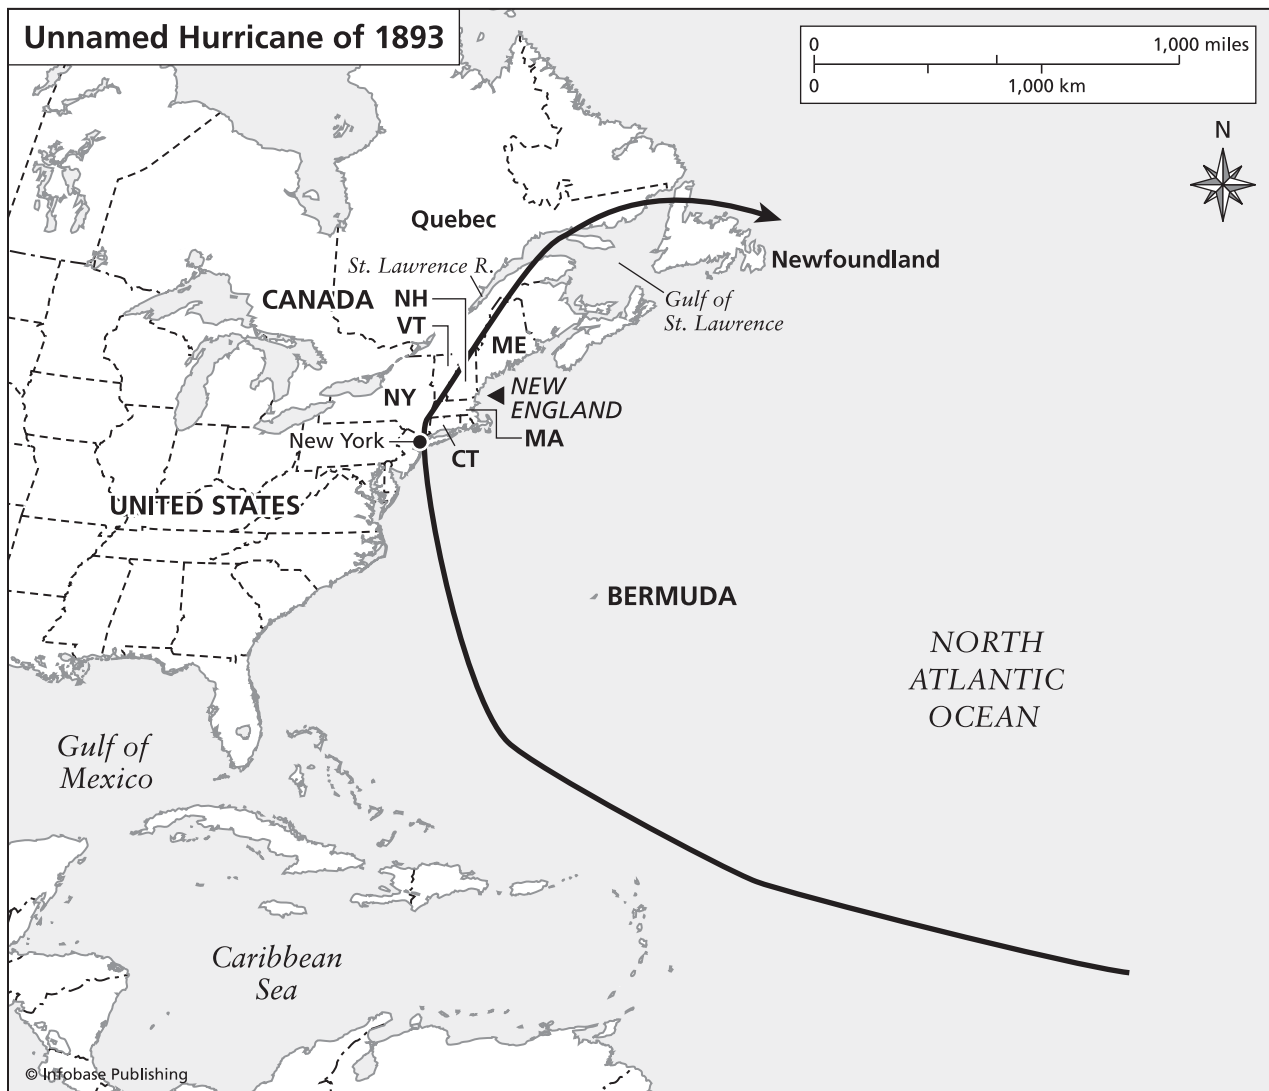 Unnamed Hurricane of 1893
0 1,000 miles
0 1,000 km
N
Quebec
Newfoundland
St. Lawrence R.
CANADA
NH
VT
Gulf of
St. Lawrence
ME
NY
NEW
ENGLAND
New York
MA
CT
UNITED STATES
BERMUDA
NORTH
ATLANTIC
OCEAN
Gulf of
Mexico
Caribbean
Sea
© Infobase Publishing